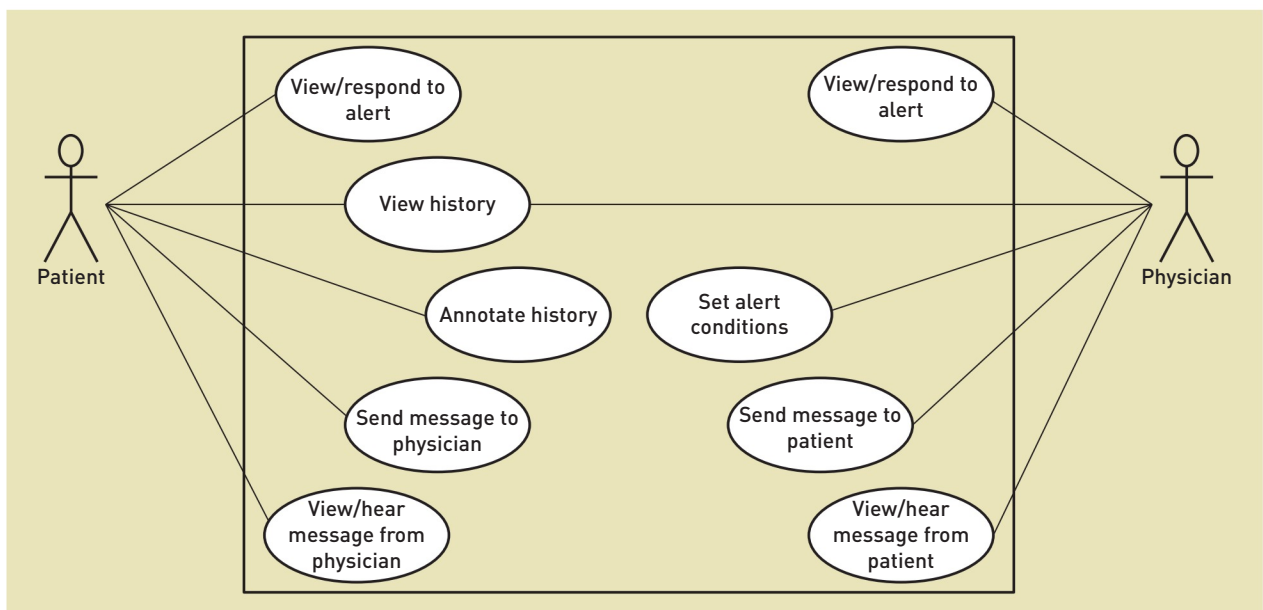 View/respond to
alert
View/respond to
alert
View history
Patient
Physician
Annotate history
Set alert
conditions
Send message to
physician
Send message to
patient
View/hear
message from
physician
View/hear
message from
patient